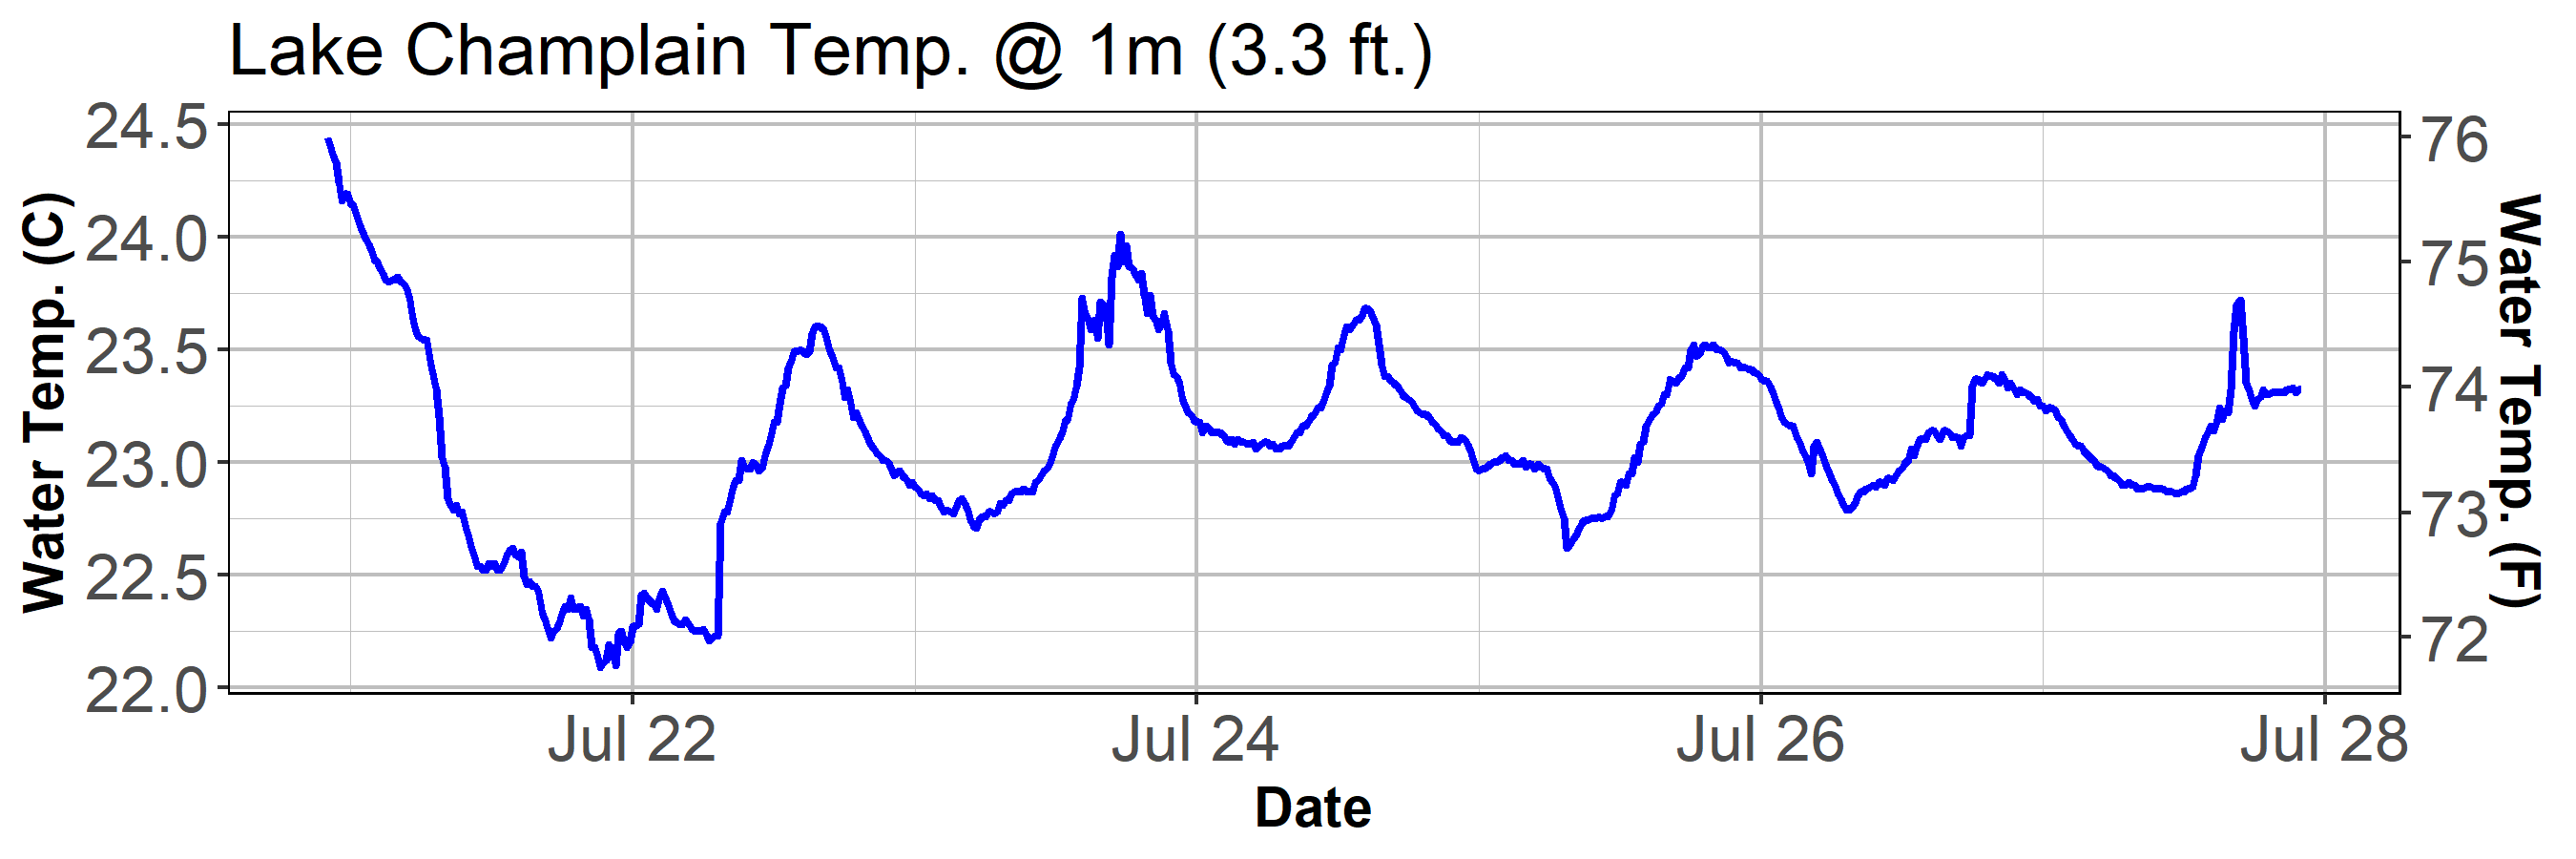 Lake Champlain Temp. @ 1m (3.3 ft.)
Water Temp. (C)
24.5
24.0
23.5
23.0
22.5
22.0
76
75
74
73
72
Water Temp. (F)
Jul 22 Jul 24 Jul 26 Jul 28
Date